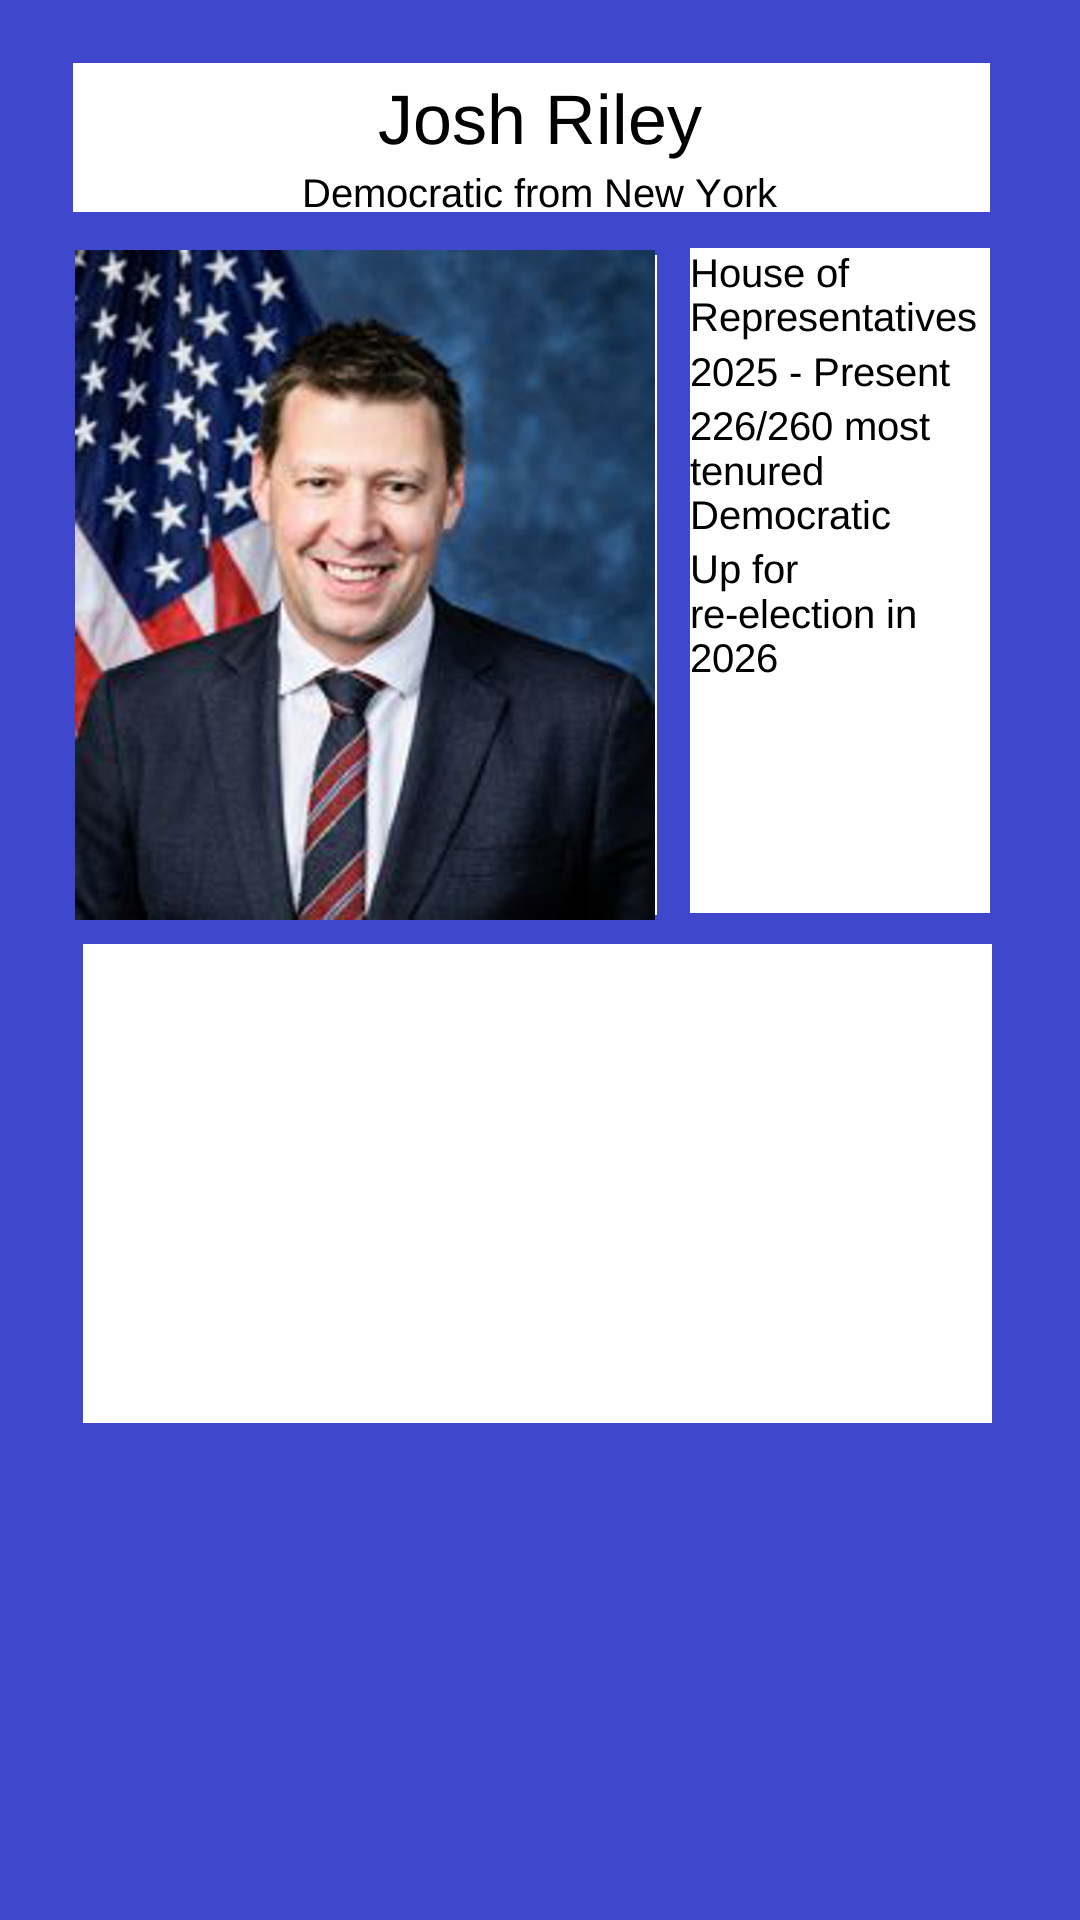 Josh Riley
Democratic from New York
House of
Representatives
2025 - Present
226/260 most
tenured
Democratic
Up for
re-election in
2026